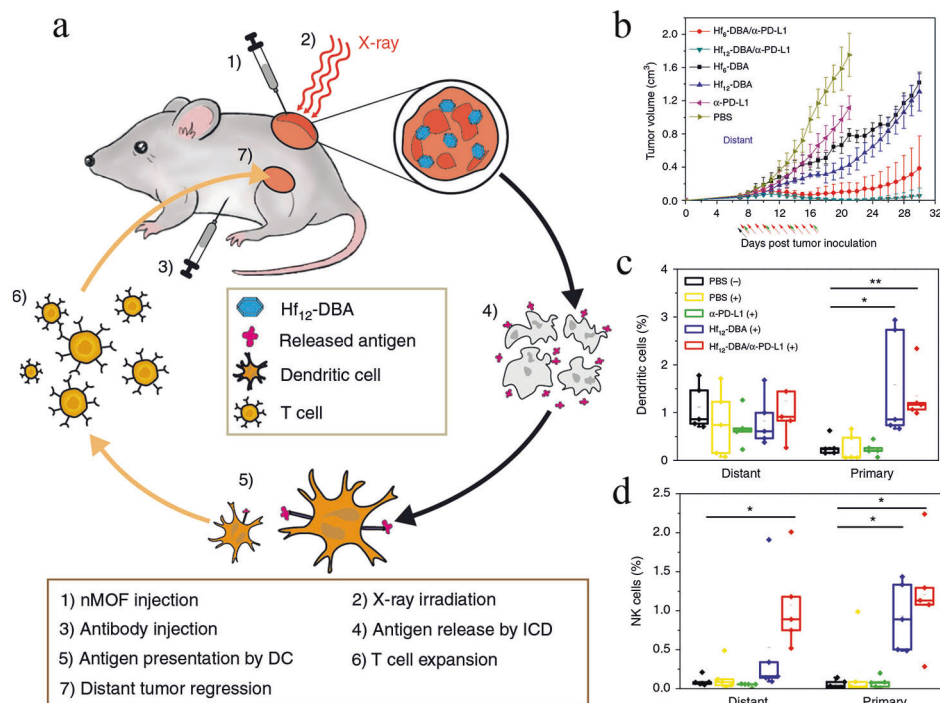 a
1)
2)
X-ray
7)
3)
6)
4)
5)
Hf₁₂-DBA
Released antigen
Dendritic cell
T cell
1) nMOF injection
2) X-ray irradiation
3) Antibody injection
4) Antigen release by ICD
5) Antigen presentation by DC
6) T cell expansion
7) Distant tumor regression
b
Hf₆-DBA/α-PD-L1
Hf₁₂-DBA/α-PD-L1
Hf₆-DBA
Hf₁₂-DBA
α-PD-L1
PBS
Distant
Tumor volume (cm³)
2.0
1.6
1.2
0.8
0.4
0.0
0 4 8 12 16 20 24 28 32
Days post tumor inoculation
c
PBS (–)
PBS (+)
α-PD-L1 (+)
Hf₁₂-DBA (+)
Hf₁₂-DBA/α-PD-L1 (+)
**
*
Dendritic cells (%)
4
3
2
1
0
Distant Primary
d
*
*
*
NK cells (%)
2.5
2.0
1.5
1.0
0.5
0.0
Distant Primary